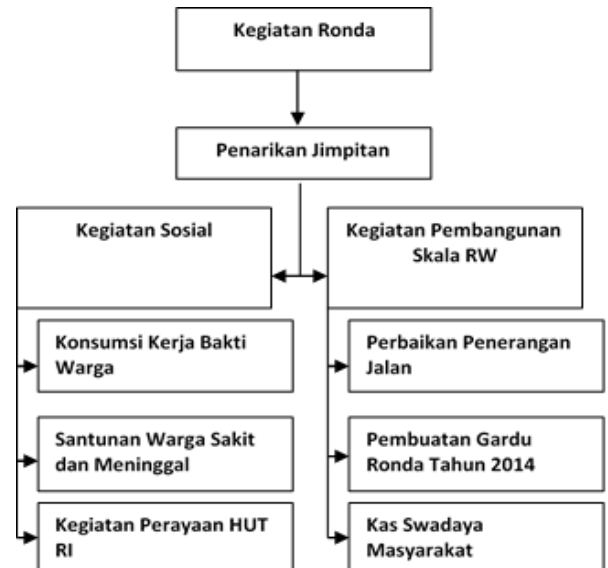 Kegiatan Ronda
Penarikan Jimpitan
Kegiatan Sosial
Kegiatan Pembangunan
Skala RW
Konsumsi Kerja Bakti
Warga
Santunan Warga Sakit
dan Meninggal
Kegiatan Perayaan HUT
RI
Perbaikan Penerangan
Jalan
Pembuatan Gardu
Ronda Tahun 2014
Kas Swadaya
Masyarakat